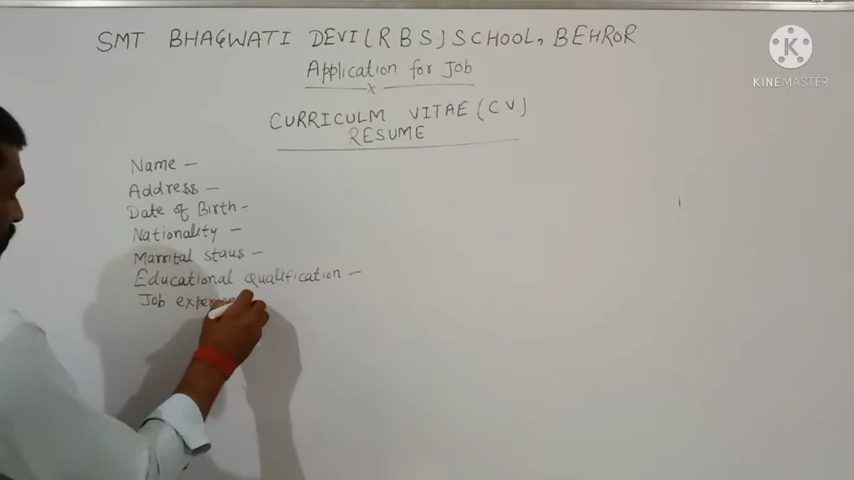 SMT BHAGWATI DEVI (R B S) SCHOOL, BEHROR
Application for Job
x
CURRICULM VITAE (CV)
RESUME
Name –
Address –
Date of Birth –
Nationality –
Marrital staus –
Educational Qualification –
Job
K
KINEMASTER